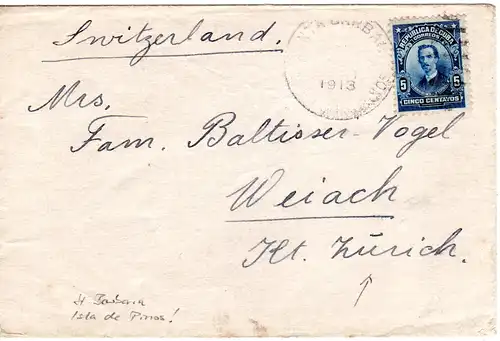 Switzerland.
1913
REPUBLICA DE CUBA
CORREOS
5 5
CINCO CENTAVOS
Mrs.
Fam. Baltisser-Vogel
Weiach
Kt. Zürich.
Isla de Pinos!